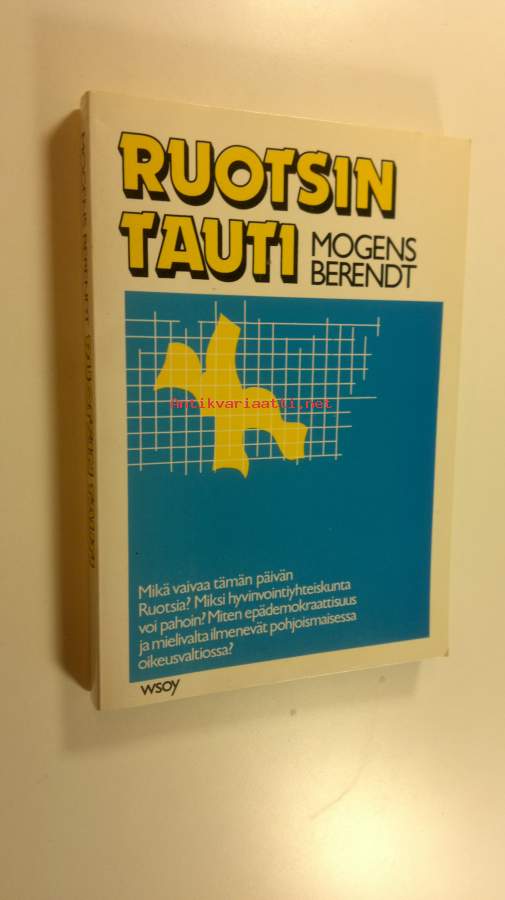 RUOTSIN
TAUTI
MOGENS
BERENDT
Antikvariaatti.net
Mikä vaivaa tämän päivän
Ruotsia? Miksi hyvinvointiyhteiskunta
voi pahoin? Miten epädemokraattisuus
ja mielivalta ilmenevät pohjoismaisessa
oikeusvaltiossa?
wsoy